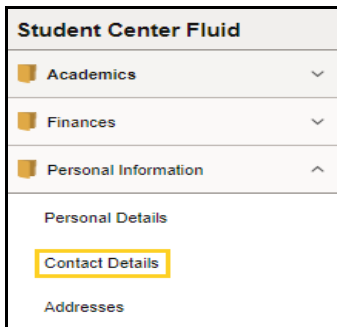 Student Center Fluid
Academics
Finances
Personal Information
Personal Details
Contact Details
Addresses